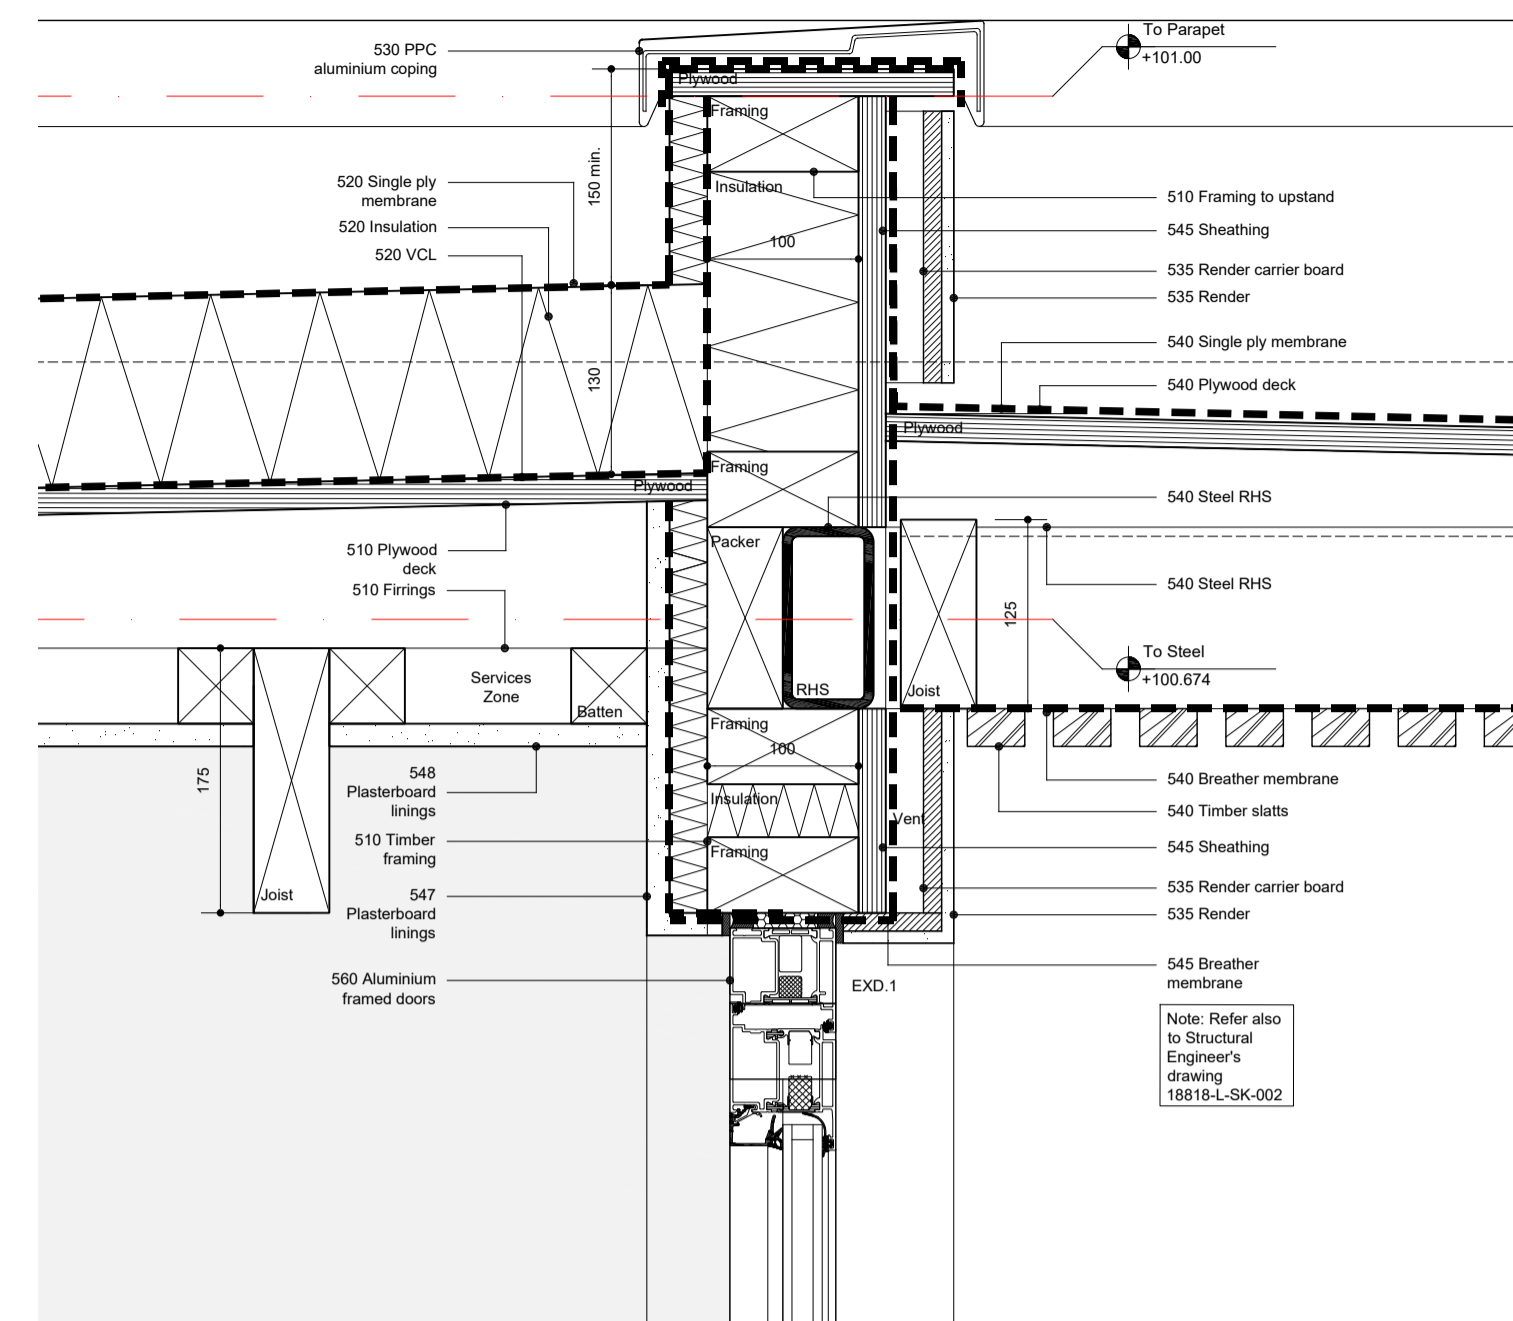 530 PPC
aluminium coping
To Parapet
+101.00
Plywood
Framing
150 min.
520 Single ply
membrane
Insulation
510 Framing to upstand
520 Insulation
545 Sheathing
100
520 VCL
535 Render carrier board
535 Render
540 Single ply membrane
130
540 Plywood deck
Plywood
Framing
Plywood
540 Steel RHS
510 Plywood
deck
Packer
510 Firrings
540 Steel RHS
125
To Steel
+100.674
Services
Zone
RHS
Joist
Batten
Framing
100
548
Plasterboard
linings
175
540 Breather membrane
Insulation
540 Timber slatts
Vent
510 Timber
framing
Framing
545 Sheathing
Joist
547
Plasterboard
linings
535 Render carrier board
535 Render
545 Breather
membrane
560 Aluminium
framed doors
EXD.1
Note: Refer also
to Structural
Engineer's
drawing
18818-L-SK-002